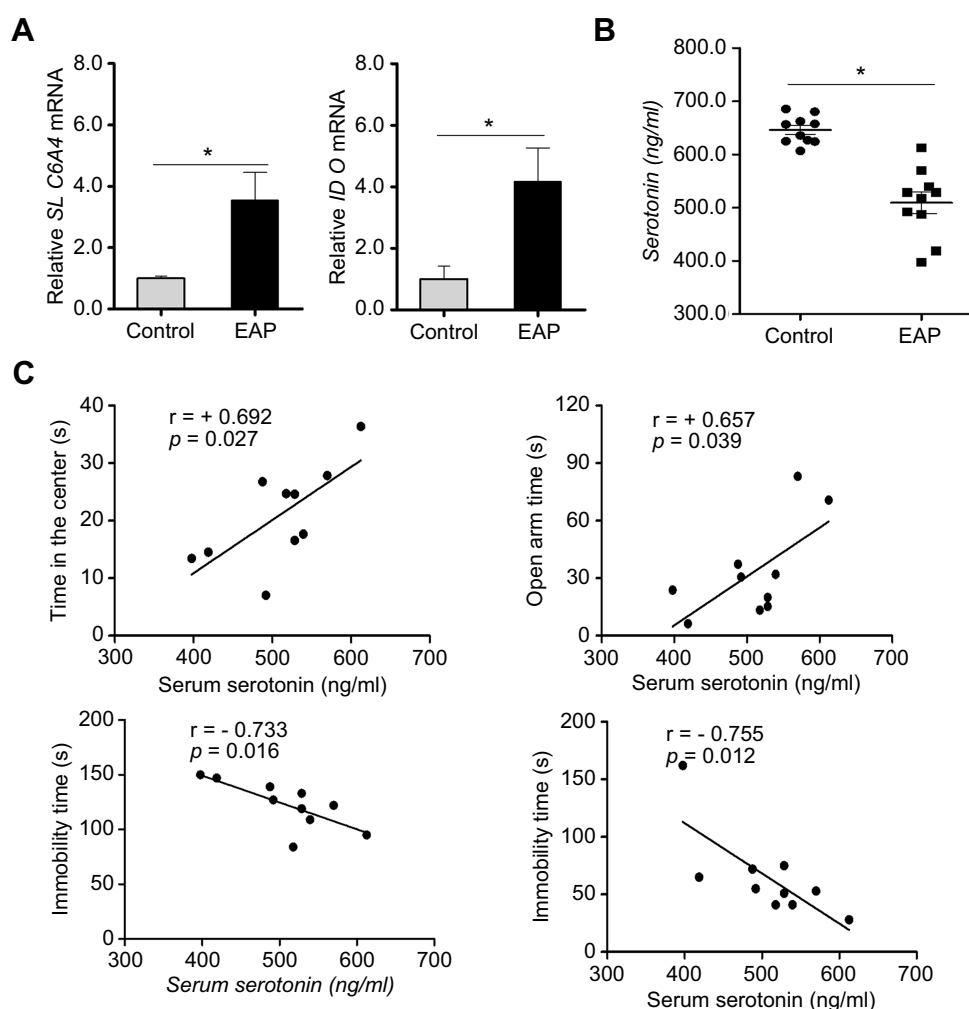 A
Relative SL C6A4 mRNA
8.0
6.0
4.0
2.0
0.0
*
Control
EAP
Relative ID O mRNA
8.0
6.0
4.0
2.0
0.0
*
Control
EAP
B
Serotonin (ng/ml)
800.0
700.0
600.0
500.0
400.0
300.0
*
Control
EAP
C
Time in the center (s)
40
30
20
10
0
r = + 0.692
p = 0.027
300 400 500 600 700
Serum serotonin (ng/ml)
Open arm time (s)
120
90
60
30
0
r = + 0.657
p = 0.039
300 400 500 600 700
Serum serotonin (ng/ml)
Immobility time (s)
200
150
100
50
0
r = - 0.733
p = 0.016
300 400 500 600 700
Serum serotonin (ng/ml)
Immobility time (s)
200
150
100
50
0
r = - 0.755
p = 0.012
300 400 500 600 700
Serum serotonin (ng/ml)